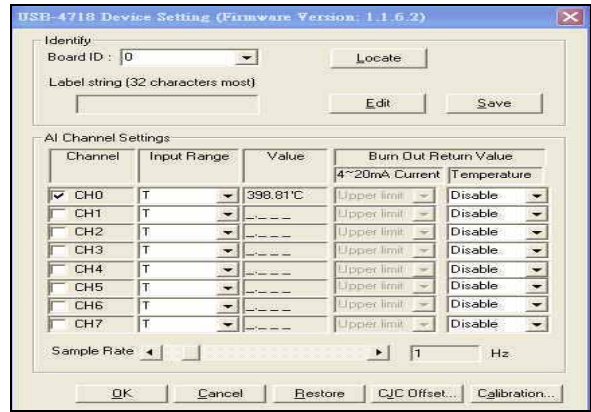 USB-4718 Device Setting (Firmware Version: 1.1.6.2)
Identify
Board ID : 0 Locate
Label string (32 characters most)
Edit Save
AI Channel Settings
Channel Input Range Value Burn Out Return Value
4~20mA Current Temperature
CH0 T 398.81°C Upper limit Disable
CH1 T _._ _ _ Upper limit Disable
CH2 T _._ _ _ Upper limit Disable
CH3 T _._ _ _ Upper limit Disable
CH4 T _._ _ _ Upper limit Disable
CH5 T _._ _ _ Upper limit Disable
CH6 T _._ _ _ Upper limit Disable
CH7 T _._ _ _ Upper limit Disable
Sample Rate 1 Hz
OK Cancel Restore CJC Offset... Calibration...